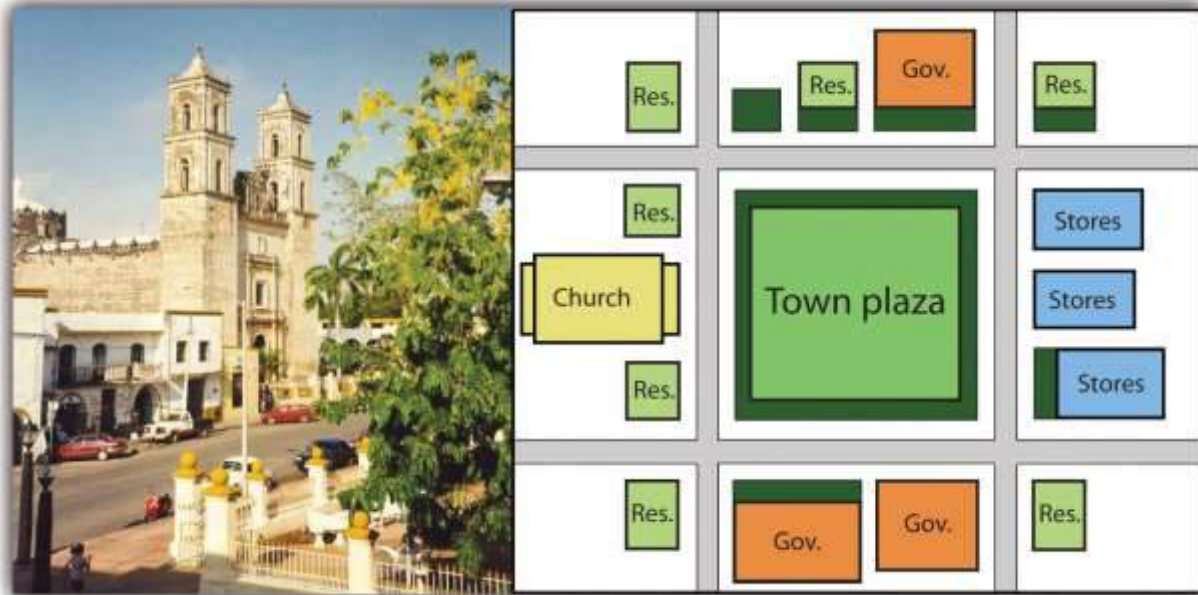 Res.
Res.
Gov.
Res.
Res.
Church
Town plaza
Stores
Stores
Res.
Stores
Res.
Gov.
Gov.
Res.